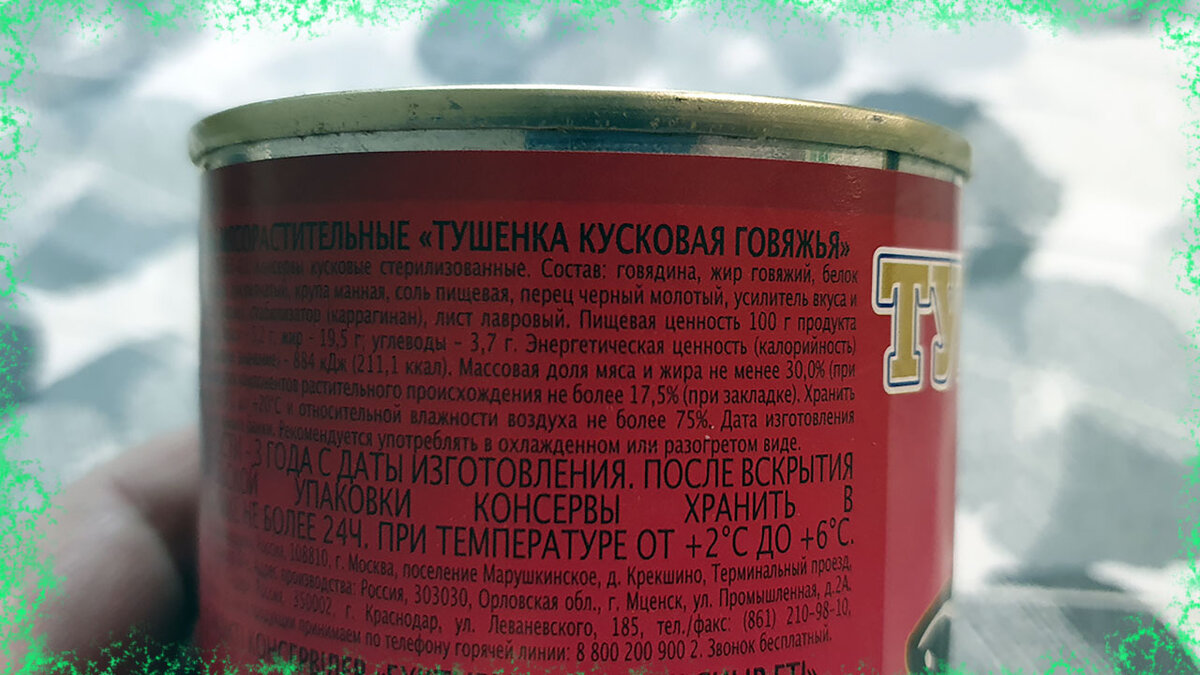 «ТУШЕНКА КУСКОВАЯ ГОВЯЖЬЯ»
консервы кусковые стерилизованные. Состав: говядина, жир говяжий, белок
крупа манная, соль пищевая, перец черный молотый, усилитель вкуса и
стабилизатор (каррагинан), лист лавровый. Пищевая ценность 100 г продукта
жир - 19,5 г; углеводы – 3,7 г. Энергетическая ценность (калорийность)
- 884 кДж (211,1 ккал). Массовая доля мяса и жира не менее 30,0% (при
компонентов растительного происхождения не более 17,5% (при закладке). Хранить
+20°С и относительной влажности воздуха не более 75%. Дата изготовления
банки. Рекомендуется употреблять в охлажденном или разогретом виде.
- 3 ГОДА С ДАТЫ ИЗГОТОВЛЕНИЯ. ПОСЛЕ ВСКРЫТИЯ
УПАКОВКИ КОНСЕРВЫ ХРАНИТЬ В
НЕ БОЛЕЕ 24Ч. ПРИ ТЕМПЕРАТУРЕ ОТ +2°С ДО +6°С.
108810, г. Москва, поселение Марушкинское, д. Крекшино, Терминальный проезд,
производства: Россия, 303030, Орловская обл., г. Мценск, ул. Промышленная, д.2А.
350002, г. Краснодар, ул. Леваневского, 185, тел./факс: (861) 210-98-10,
принимаем по телефону горячей линии: 8 800 200 900 2. Звонок бесплатный.
ТУ